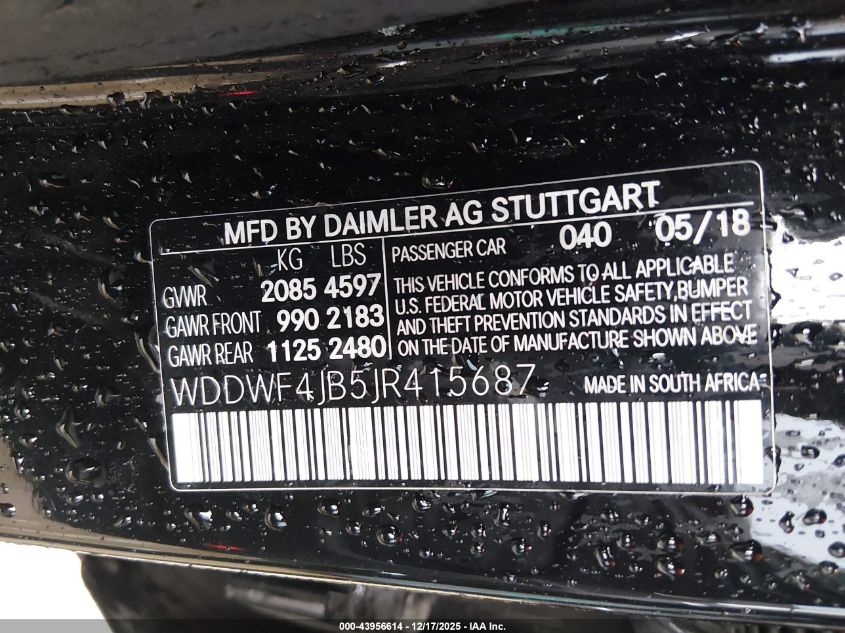 MFD BY DAIMLER AG STUTTGART
KG LBS
GVWR 2085 4597
GAWR FRONT 990 2183
GAWR REAR 1125 2480
PASSENGER CAR 040 05/18
THIS VEHICLE CONFORMS TO ALL APPLICABLE
U.S. FEDERAL MOTOR VEHICLE SAFETY, BUMPER
AND THEFT PREVENTION STANDARDS IN EFFECT
ON THE DATE OF MANUFACTURE SHOWN ABOVE.
WDDWF4JB5JR415687 MADE IN SOUTH AFRICA
000-43956614 - 12/17/2025 - IAA Inc.